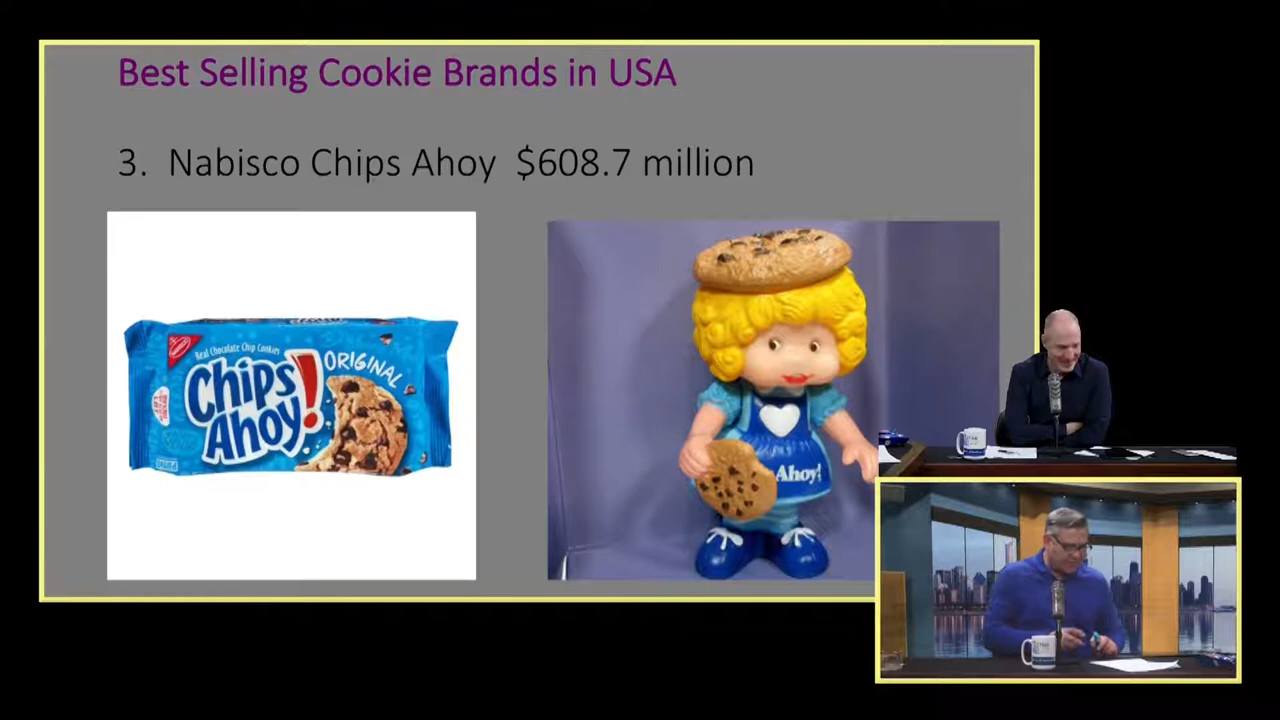 Best Selling Cookie Brands in USA
3. Nabisco Chips Ahoy $608.7 million
Real Chocolate Chip Cookies
Chips
Ahoy!
ORIGINAL
Ahoy!